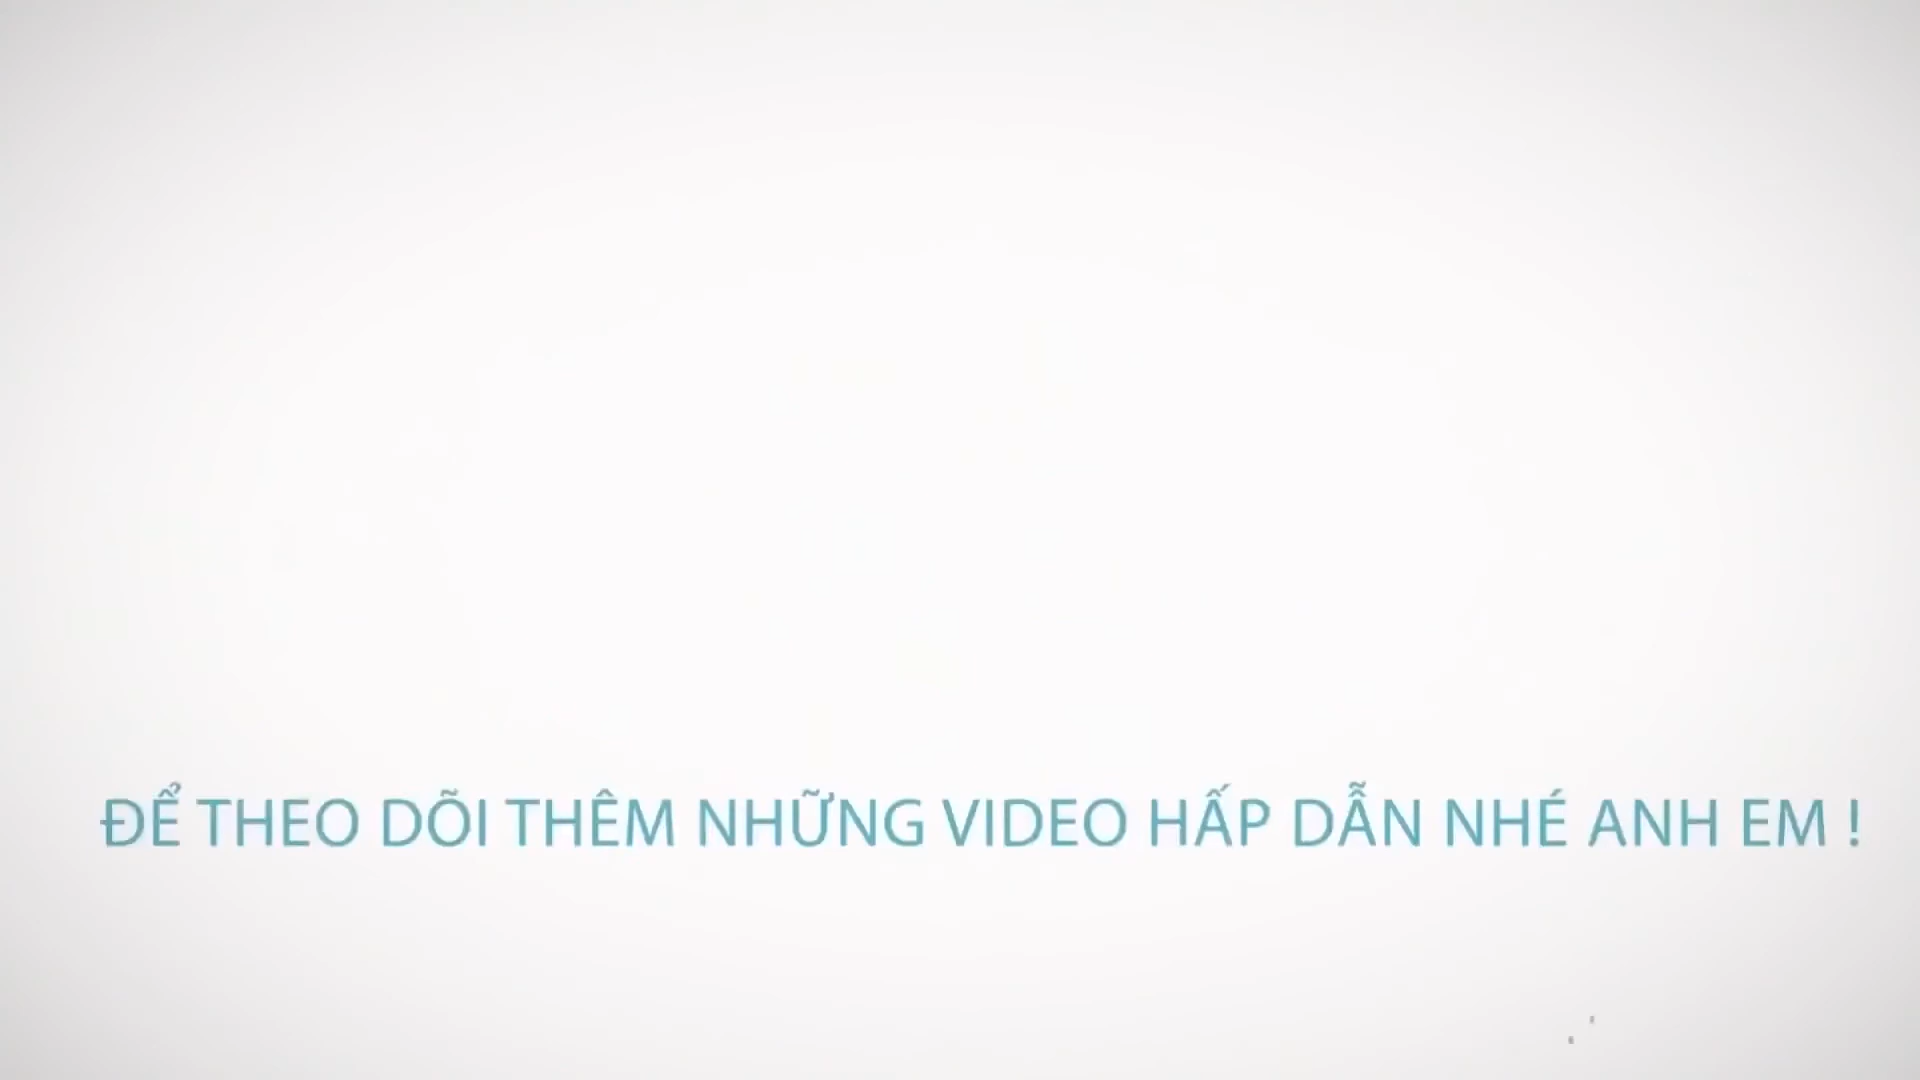 ĐỂ THEO DÕI THÊM NHỮNG VIDEO HẤP DẪN NHÉ ANH EM !